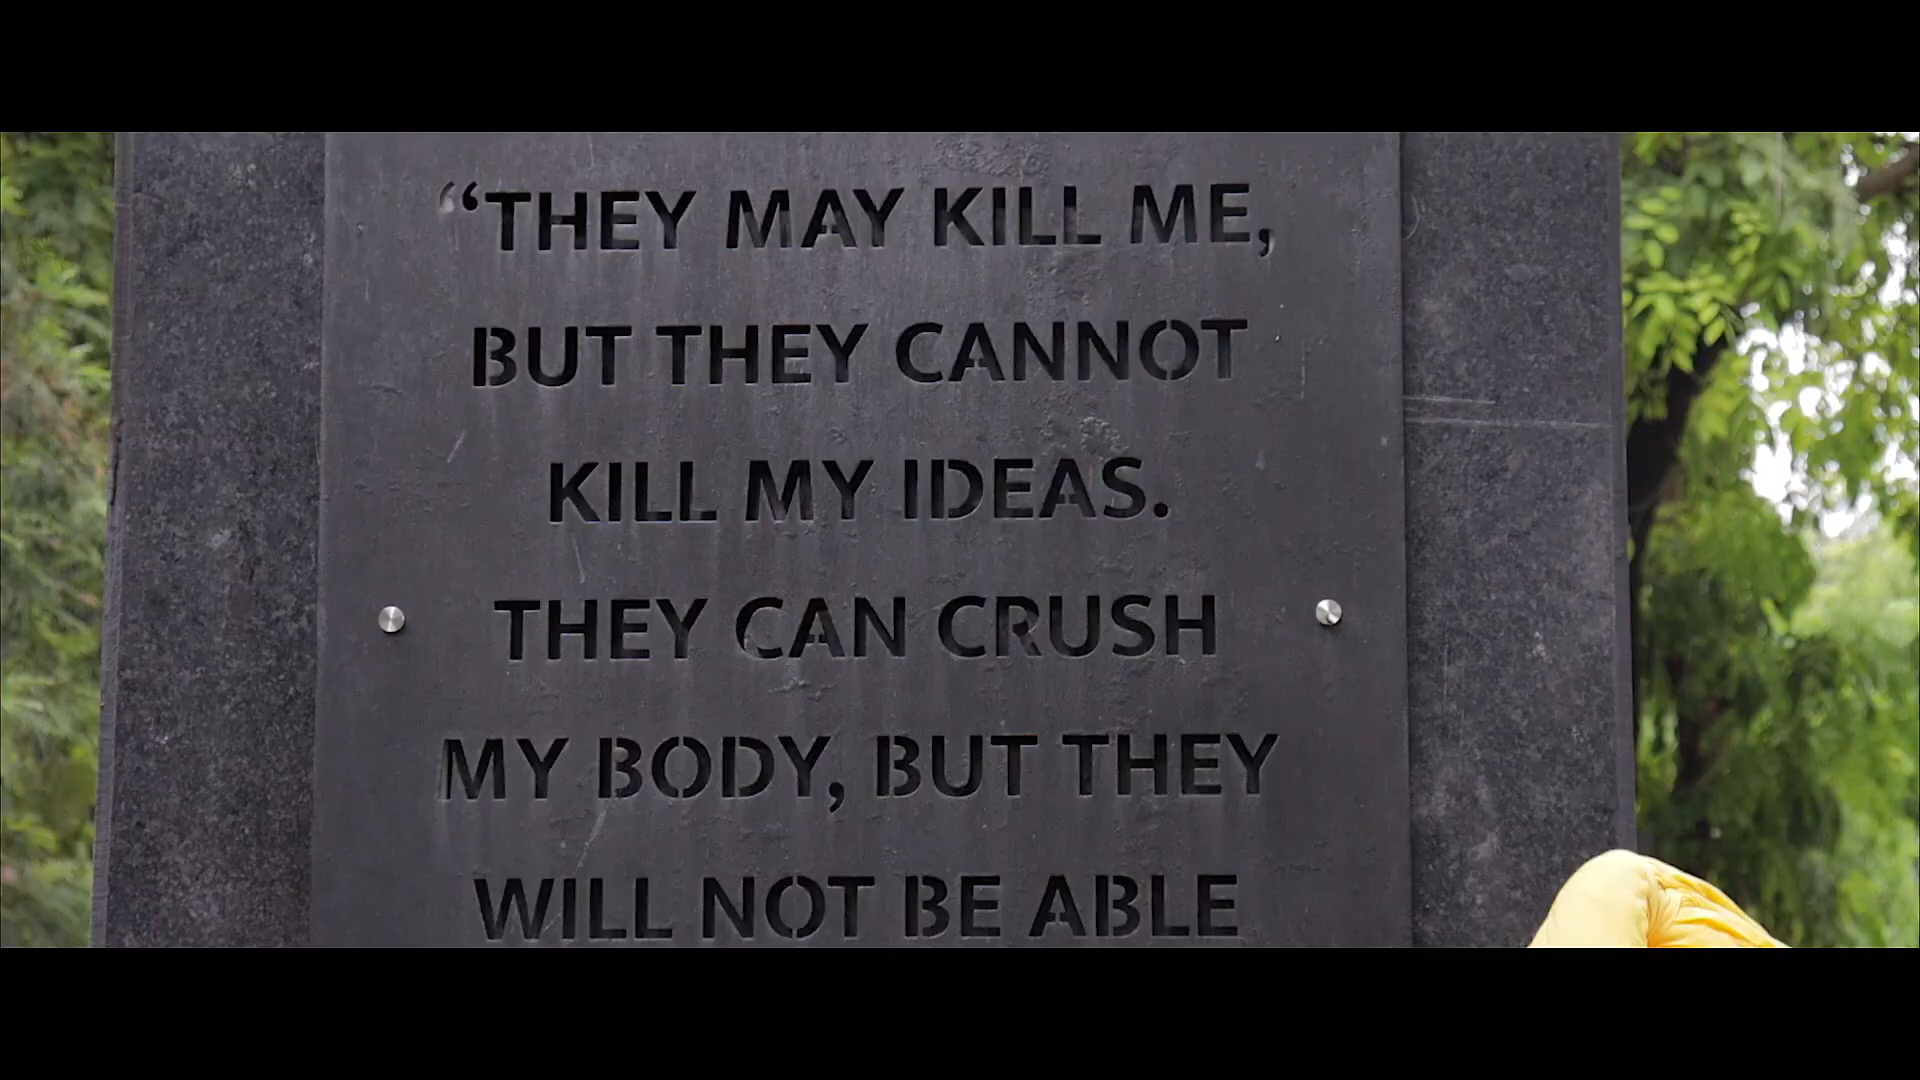 “THEY MAY KILL ME,
BUT THEY CANNOT
KILL MY IDEAS.
THEY CAN CRUSH
MY BODY, BUT THEY
WILL NOT BE ABLE